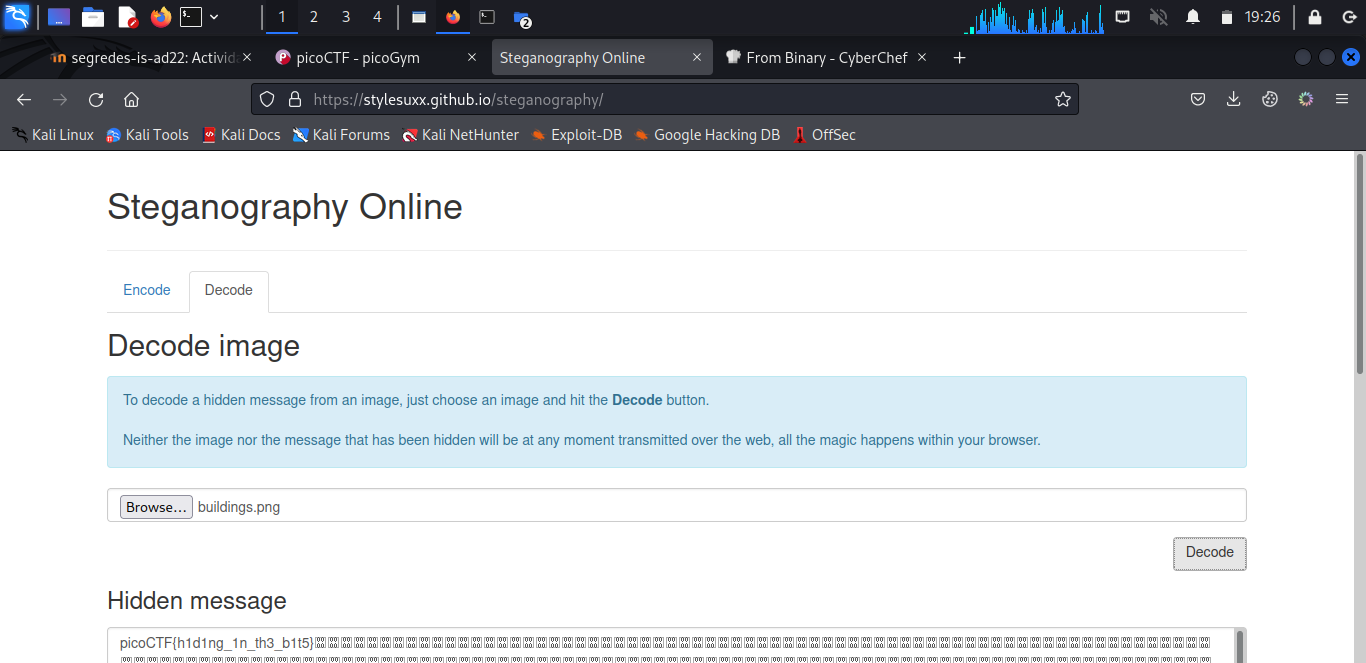 1 2 3 4 2 19:26
segredes-is-ad22: Activid
picoCTF - picoGym
Steganography Online
From Binary - CyberChef
https://stylesuxx.github.io/steganography/
Kali Linux Kali Tools Kali Docs Kali Forums Kali NetHunter Exploit-DB Google Hacking DB OffSec
Steganography Online
Encode Decode
Decode image
To decode a hidden message from an image, just choose an image and hit the Decode button.
Neither the image nor the message that has been hidden will be at any moment transmitted over the web, all the magic happens within your browser.
Browse... buildings.png
Decode
Hidden message
picoCTF{h1d1ng_1n_th3_b1t5}